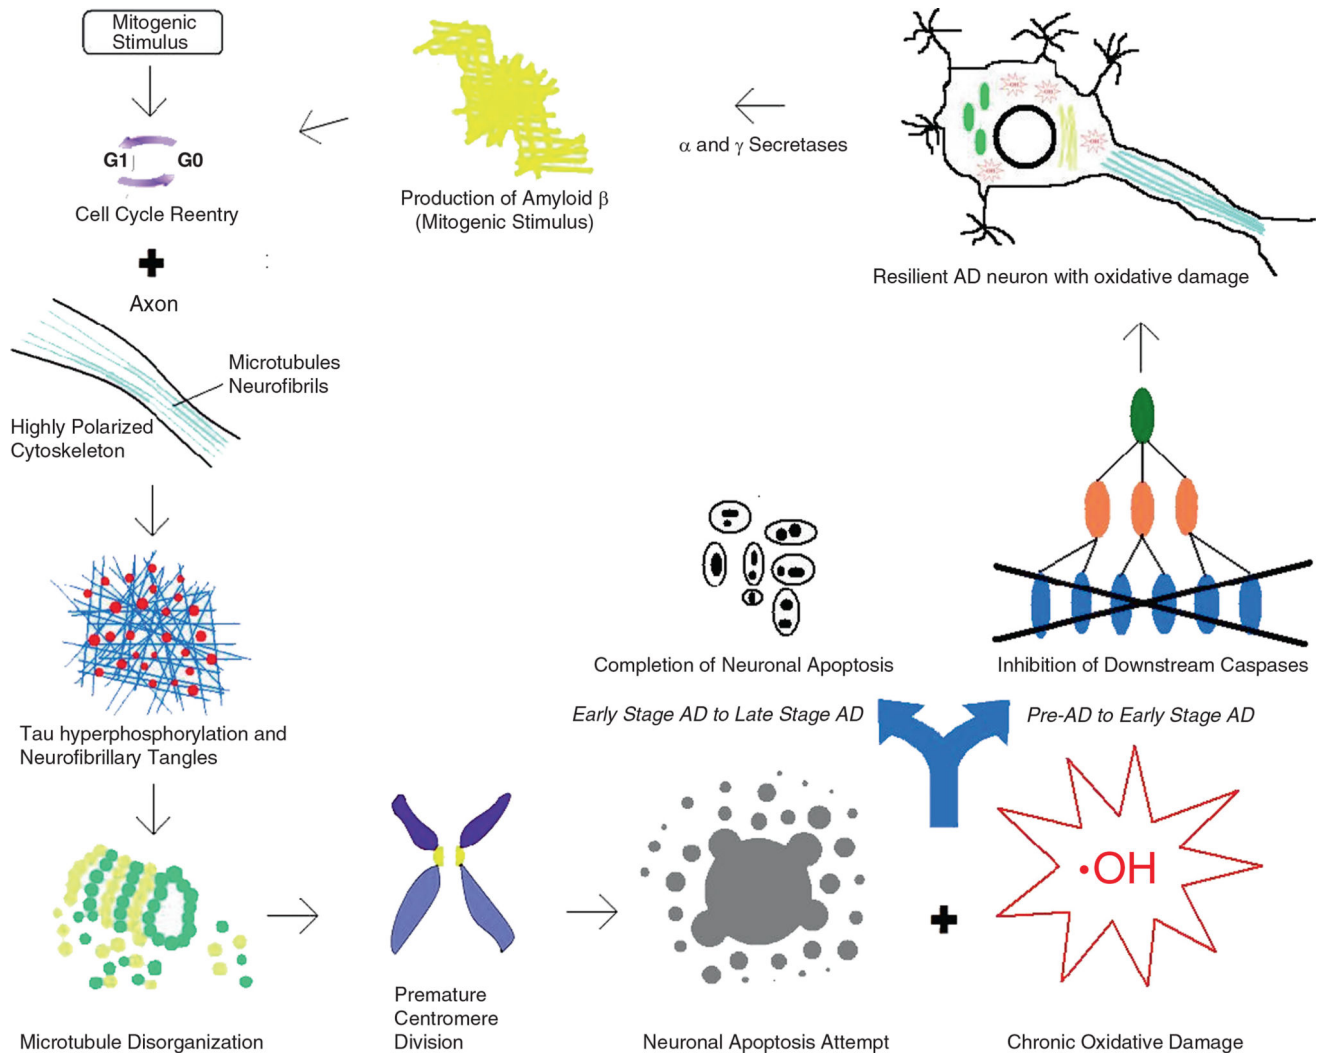 Mitogenic
Stimulus
G1
G0
Cell Cycle Reentry
Axon
Microtubules
Neurofibrils
Highly Polarized
Cytoskeleton
Tau hyperphosphorylation and
Neurofibrillary Tangles
Microtubule Disorganization
Premature
Centromere
Division
Neuronal Apoptosis Attempt
Chronic Oxidative Damage
•OH
Early Stage AD to Late Stage AD
Pre-AD to Early Stage AD
Completion of Neuronal Apoptosis
Inhibition of Downstream Caspases
Resilient AD neuron with oxidative damage
α and γ Secretases
Production of Amyloid β
(Mitogenic Stimulus)